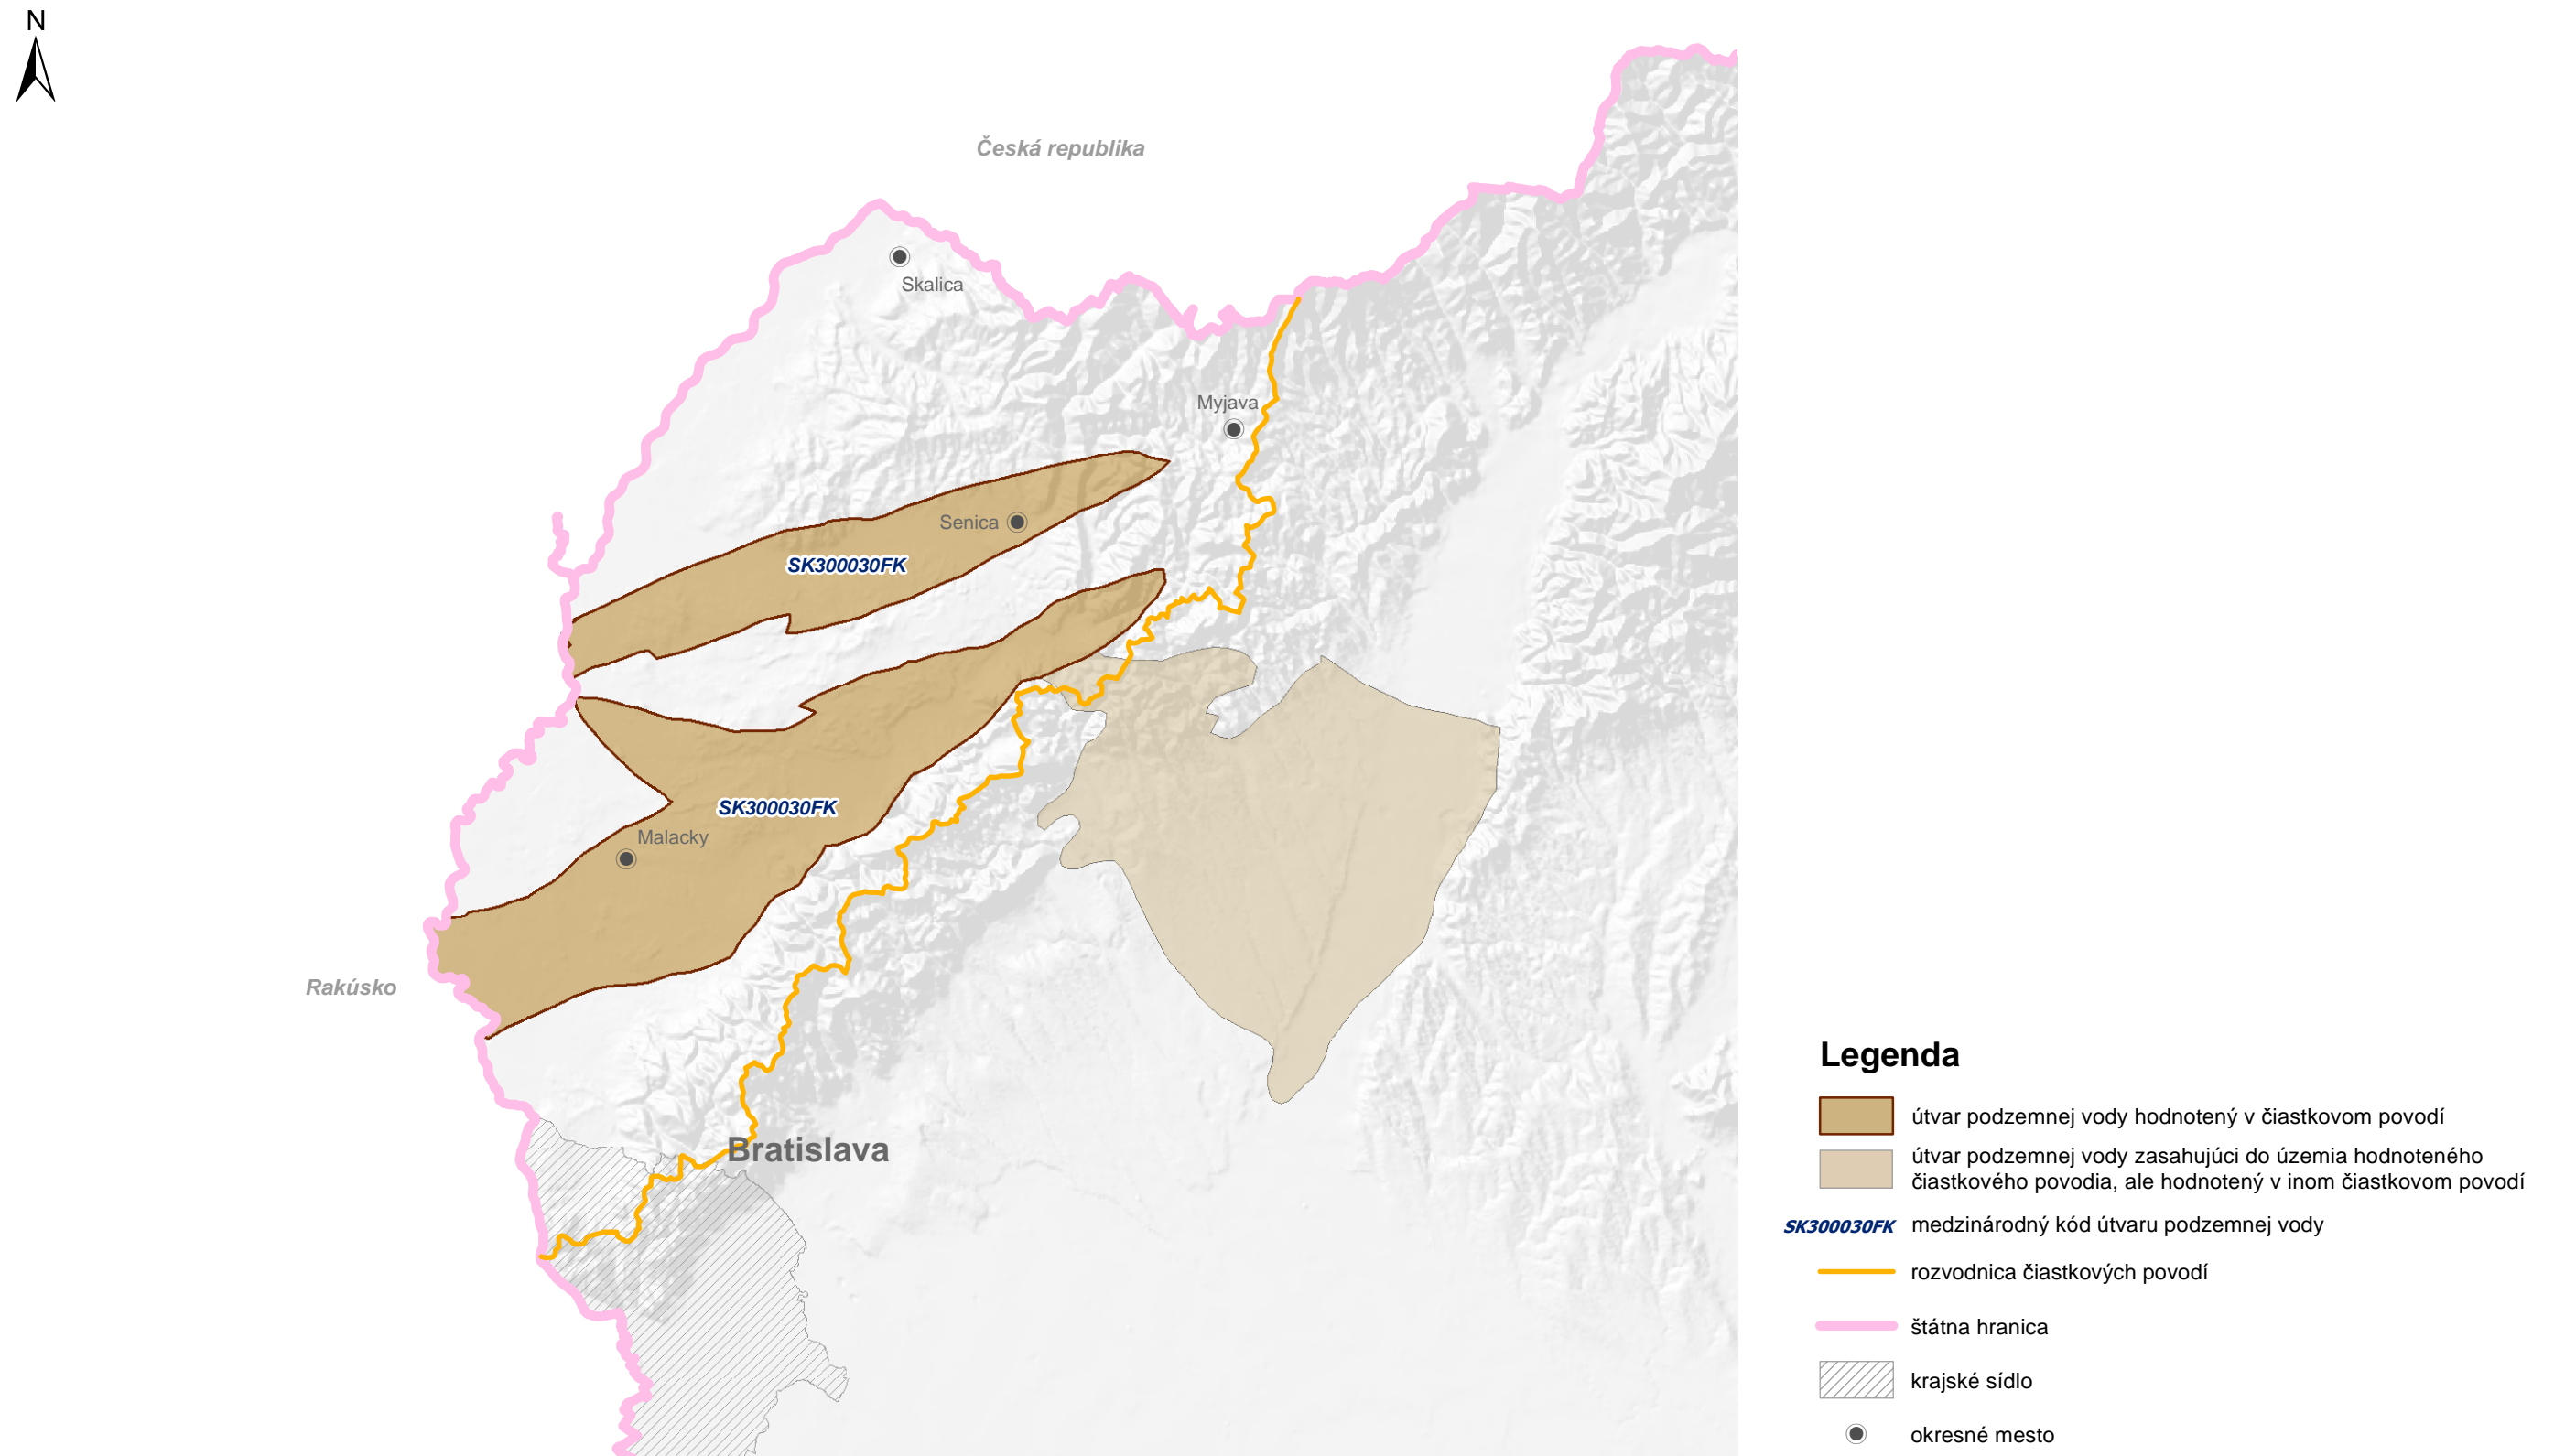 N
Česká republika
Skalica
Myjava
Senica
SK300030FK
SK300030FK
Malacky
Rakúsko
Bratislava
Legenda
útvar podzemnej vody hodnotený v čiastkovom povodí
útvar podzemnej vody zasahujúci do územia hodnoteného
čiastkového povodia, ale hodnotený v inom čiastkovom povodí
SK300030FK medzinárodný kód útvaru podzemnej vody
rozvodnica čiastkových povodí
štátna hranica
krajské sídlo
okresné mesto